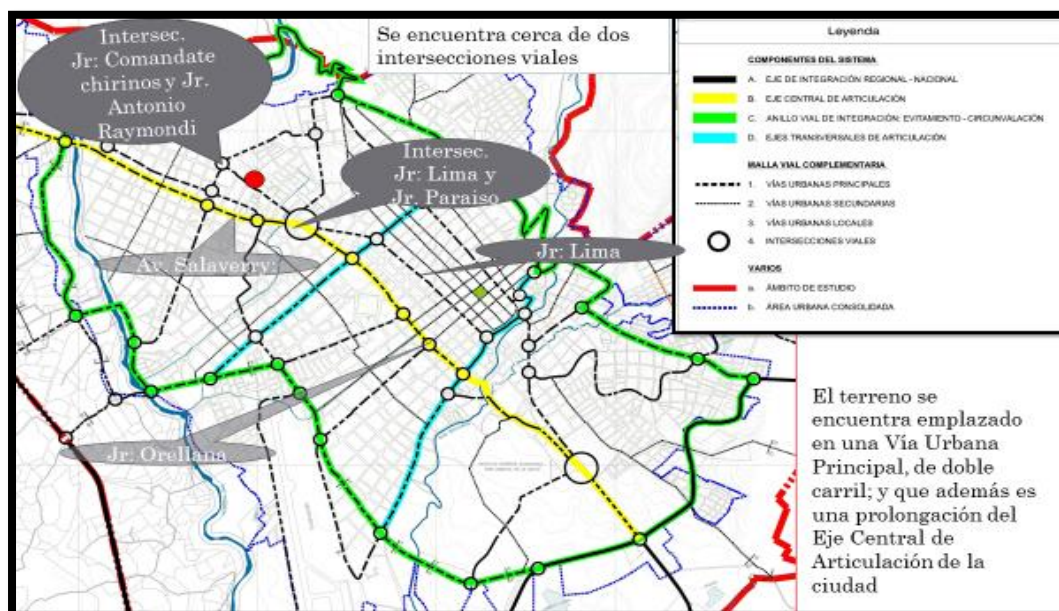 Intersec.
Jr: Comandate
chirinos y Jr.
Antonio
Raymondi
Se encuentra cerca de dos
intersecciones viales
Intersec.
Jr: Lima y
Jr. Paraiso
Av. Salaverry:
Jr: Lima
Jr: Orellana
Leyenda
COMPONENTES DEL SISTEMA
A. EJE DE INTEGRACIÓN REGIONAL - NACIONAL
B. EJE CENTRAL DE ARTICULACIÓN
C. ANILLO VIAL DE INTEGRACIÓN: EVITAMIENTO - CIRCUNVALACIÓN
D. EJES TRANSVERSALES DE ARTICULACIÓN
MALLA VIAL COMPLEMENTARIA
1. VÍAS URBANAS PRINCIPALES
2. VÍAS URBANAS SECUNDARIAS
3. VÍAS URBANAS LOCALES
4. INTERSECCIONES VIALES
VARIOS
a. ÁMBITO DE ESTUDIO
b. ÁREA URBANA CONSOLIDADA
El terreno se
encuentra emplazado
en una Vía Urbana
Principal, de doble
carril; y que además es
una prolongación del
Eje Central de
Articulación de la
ciudad